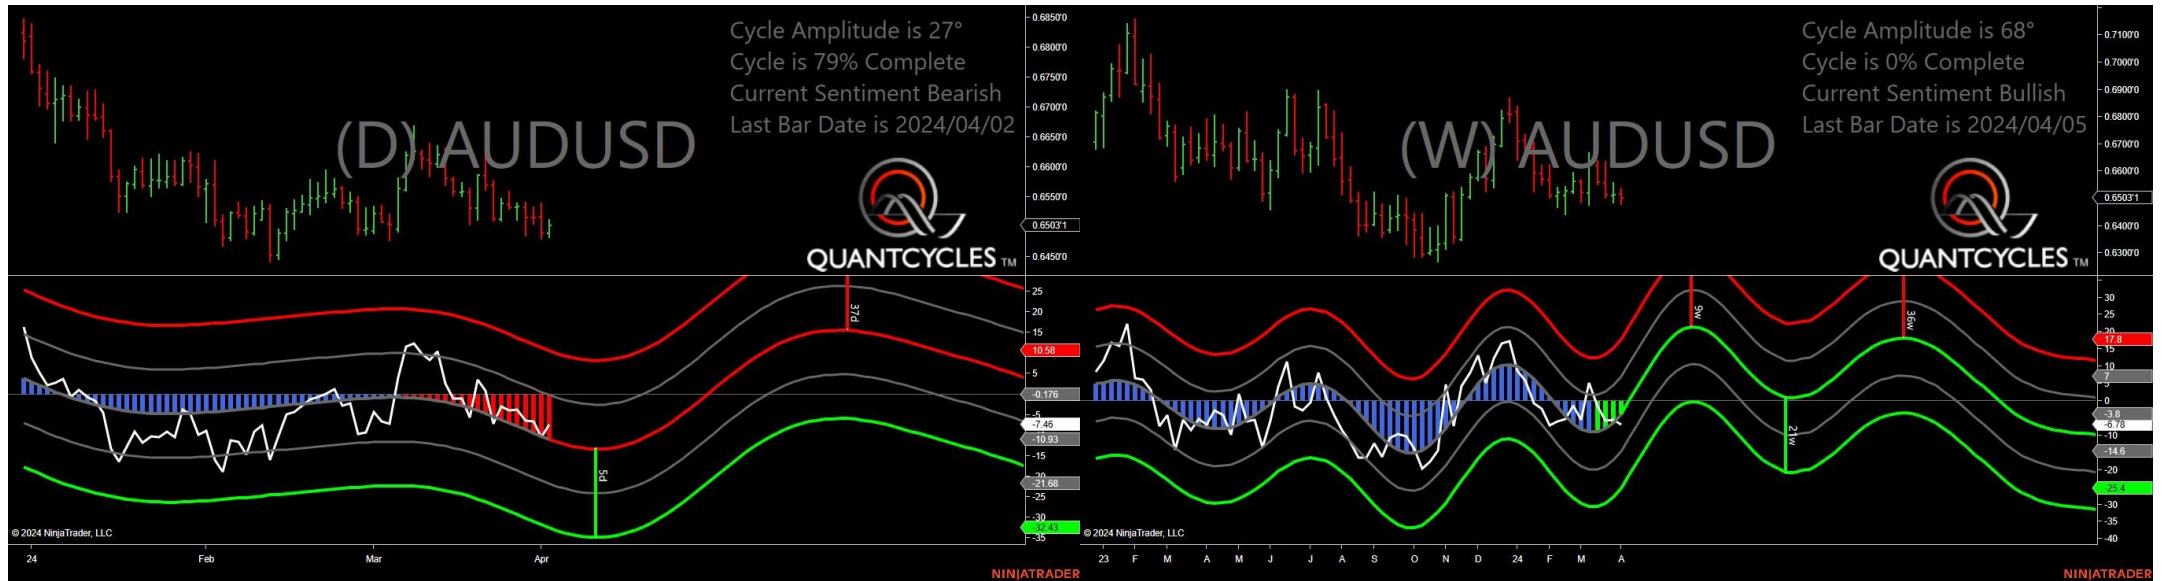 Cycle Amplitude is 27°
Cycle is 79% Complete
Current Sentiment Bearish
Last Bar Date is 2024/04/02
(D) AUDUSD
QUANTCYCLES TM
0.6850'0
0.6800'0
0.6750'0
0.6700'0
0.6650'0
0.6600'0
0.6550'0
0.6503'1
0.6450'0
37d
5d
25
20
15
10.58
5
-0.176
-5
-7.46
-10.93
-15
-21.68
-25
-30
-32.43
-35
© 2024 NinjaTrader, LLC
24 Feb Mar Apr
NINJATRADER
Cycle Amplitude is 68°
Cycle is 0% Complete
Current Sentiment Bullish
Last Bar Date is 2024/04/05
(W) AUDUSD
QUANTCYCLES TM
0.7100'0
0.7000'0
0.6900'0
0.6800'0
0.6700'0
0.6600'0
0.6503'1
0.6400'0
0.6300'0
9w
36w
21w
30
25
20
17.8
15
7
5
0
-3.8
-6.78
-10
-14.6
-20
-25.4
-30
-35
-40
© 2024 NinjaTrader, LLC
23 F M A M J J A S O N D 24 F M A
NINJATRADER